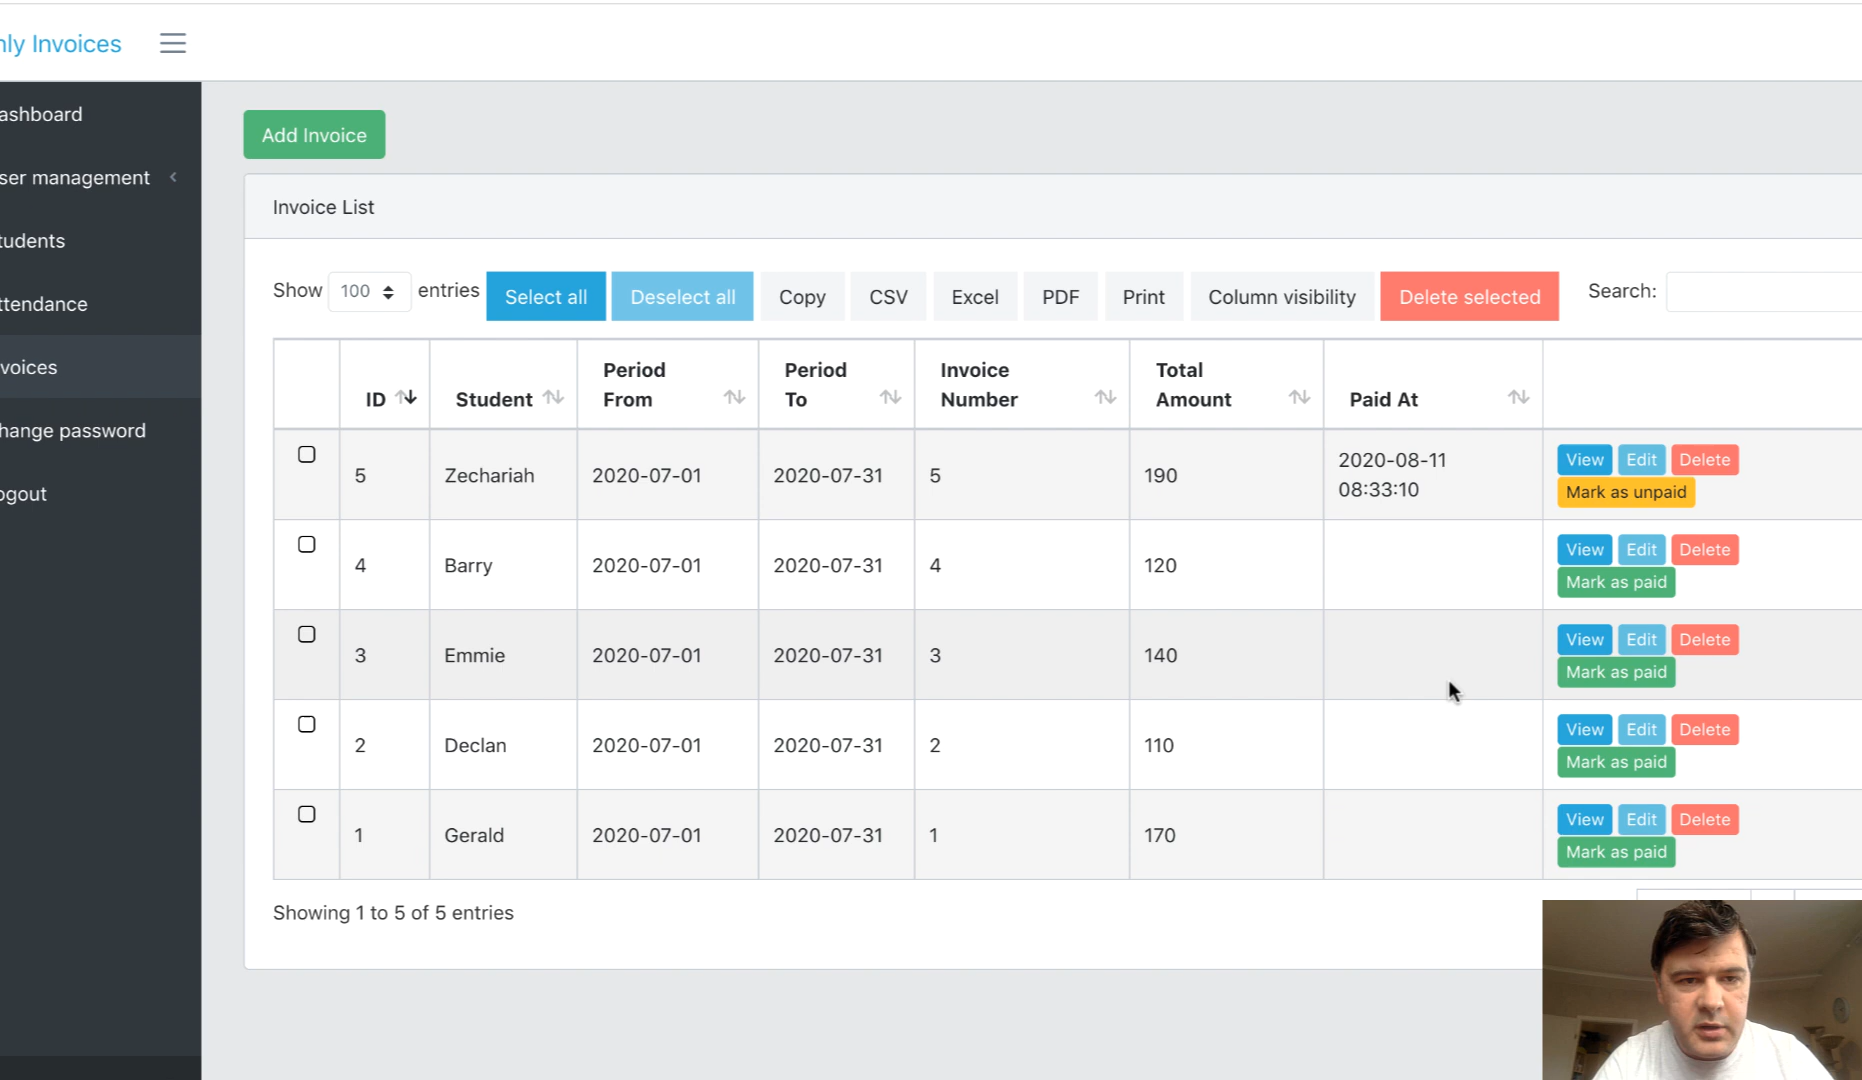 Invoices
ashboard
ser management
tudents
ttendance
voices
hange password
ogout
Add Invoice
Invoice List
Show 100 entries Select all Deselect all Copy CSV Excel PDF Print Column visibility Delete selected Search:
ID Student Period From Period To Invoice Number Total Amount Paid At
5 Zechariah 2020-07-01 2020-07-31 5 190 2020-08-11 08:33:10 View Edit Delete
Mark as unpaid
4 Barry 2020-07-01 2020-07-31 4 120 View Edit Delete
Mark as paid
3 Emmie 2020-07-01 2020-07-31 3 140 View Edit Delete
Mark as paid
2 Declan 2020-07-01 2020-07-31 2 110 View Edit Delete
Mark as paid
1 Gerald 2020-07-01 2020-07-31 1 170 View Edit Delete
Mark as paid
Showing 1 to 5 of 5 entries